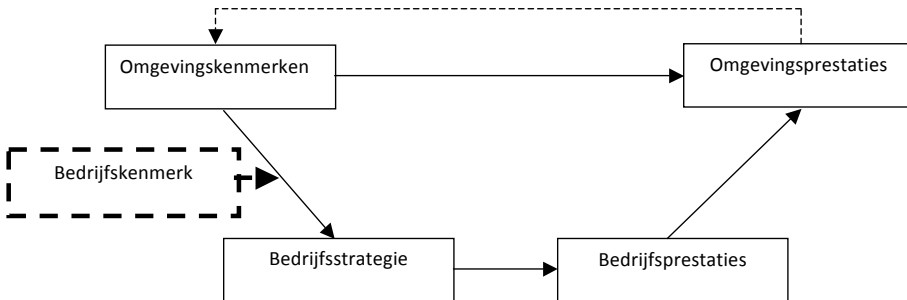 Omgevingskenmerken
Omgevingsprestaties
Bedrijfskenmerk
Bedrijfsstrategie
Bedrijfsprestaties